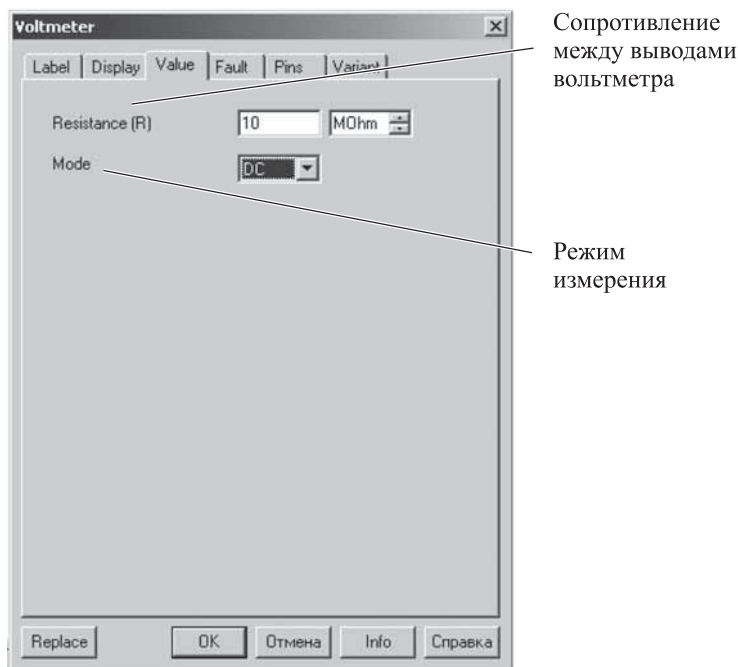 Voltmeter
Label Display Value Fault Pins Variant
Сопротивление
между выводами
вольтметра
Resistance (R) 10 MOhm
Mode DC
Режим
измерения
Replace OK Отмена Info Справка